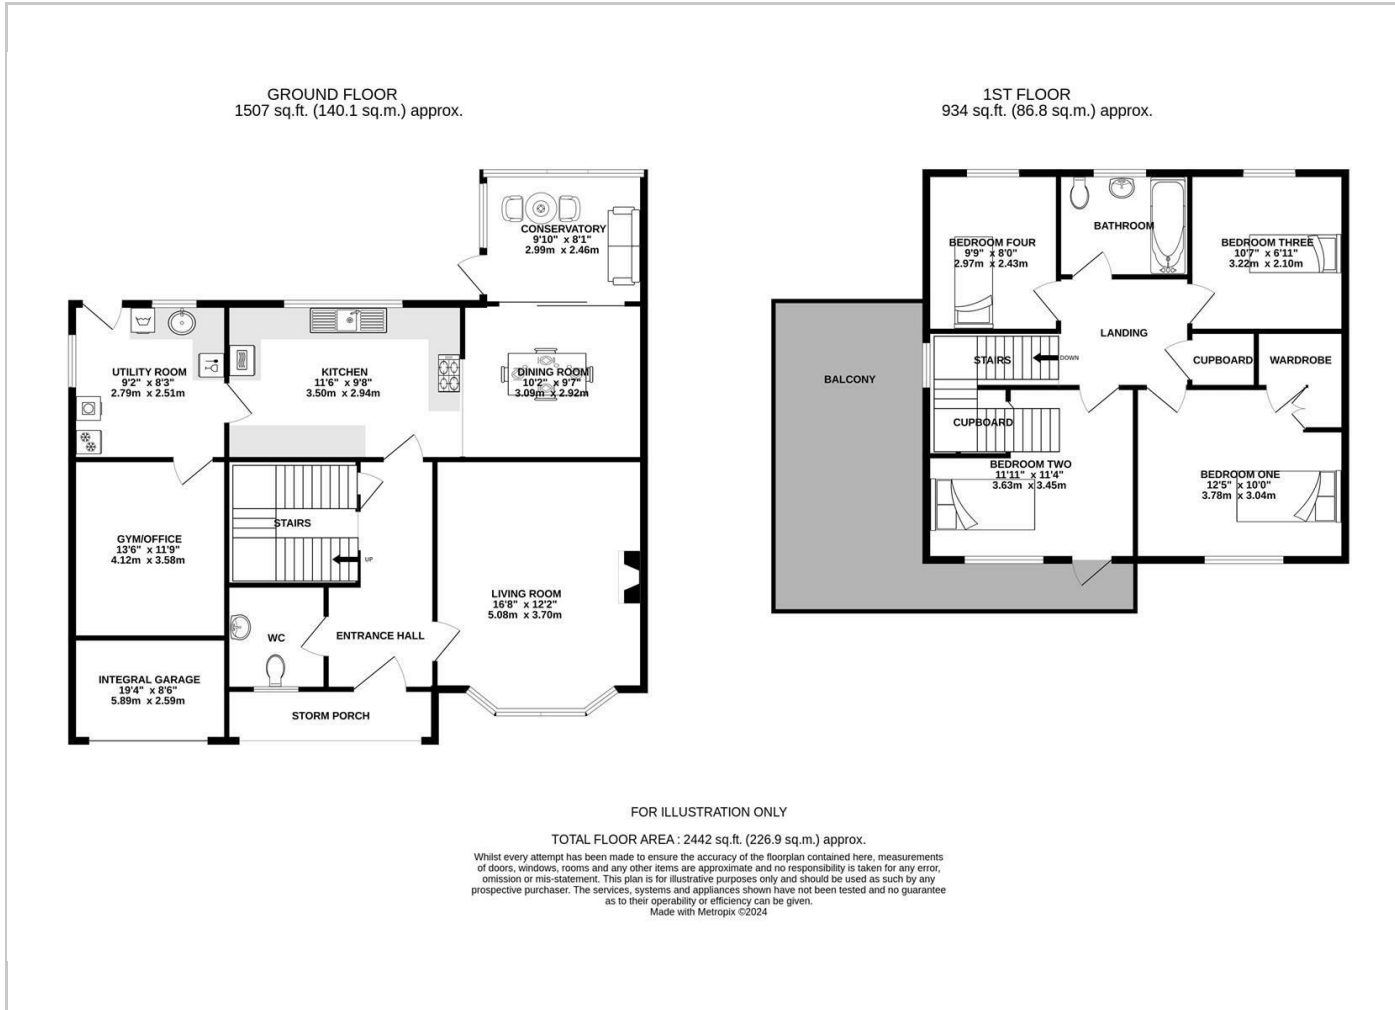 GROUND FLOOR
1507 sq.ft. (140.1 sq.m.) approx.
CONSERVATORY
9'10" x 8'1"
2.99m x 2.46m
UTILITY ROOM
9'2" x 8'3"
2.79m x 2.51m
KITCHEN
11'6" x 9'8"
3.50m x 2.94m
DINING ROOM
10'2" x 9'7"
3.09m x 2.92m
GYM/OFFICE
13'6" x 11'9"
4.12m x 3.58m
STAIRS
UP
LIVING ROOM
16'8" x 12'2"
5.08m x 3.70m
WC
ENTRANCE HALL
INTEGRAL GARAGE
19'4" x 8'6"
5.89m x 2.59m
STORM PORCH
1ST FLOOR
934 sq.ft. (86.8 sq.m.) approx.
BEDROOM FOUR
9'9" x 8'0"
2.97m x 2.43m
BATHROOM
BEDROOM THREE
10'7" x 6'11"
3.22m x 2.10m
LANDING
STAIRS
DOWN
CUPBOARD
WARDROBE
BALCONY
CUPBOARD
BEDROOM TWO
11'11" x 11'4"
3.63m x 3.45m
BEDROOM ONE
12'5" x 10'0"
3.78m x 3.04m
FOR ILLUSTRATION ONLY
TOTAL FLOOR AREA : 2442 sq.ft. (226.9 sq.m.) approx.
Whilst every attempt has been made to ensure the accuracy of the floorplan contained here, measurements
of doors, windows, rooms and any other items are approximate and no responsibility is taken for any error,
omission or mis-statement. This plan is for illustrative purposes only and should be used as such by any
prospective purchaser. The services, systems and appliances shown have not been tested and no guarantee
as to their operability or efficiency can be given.
Made with Metropix ©2024